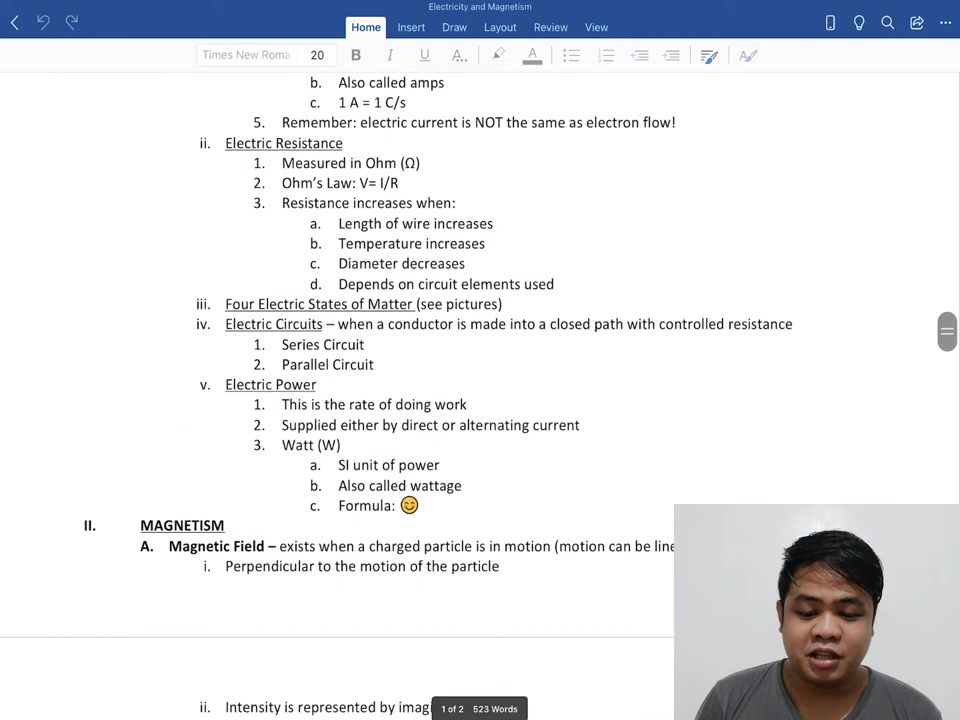 Electricity and Magnetism
Home Insert Draw Layout Review View
Times New Roma 20 B I U A... A A
b. Also called amps
c. 1 A = 1 C/s
5. Remember: electric current is NOT the same as electron flow!
ii. Electric Resistance
1. Measured in Ohm (Ω)
2. Ohm's Law: V= I/R
3. Resistance increases when:
a. Length of wire increases
b. Temperature increases
c. Diameter decreases
d. Depends on circuit elements used
iii. Four Electric States of Matter (see pictures)
iv. Electric Circuits – when a conductor is made into a closed path with controlled resistance
1. Series Circuit
2. Parallel Circuit
v. Electric Power
1. This is the rate of doing work
2. Supplied either by direct or alternating current
3. Watt (W)
a. SI unit of power
b. Also called wattage
c. Formula: 😊
II. MAGNETISM
A. Magnetic Field – exists when a charged particle is in motion (motion can be
i. Perpendicular to the motion of the particle
ii. Intensity is represented by
1 of 2 523 Words